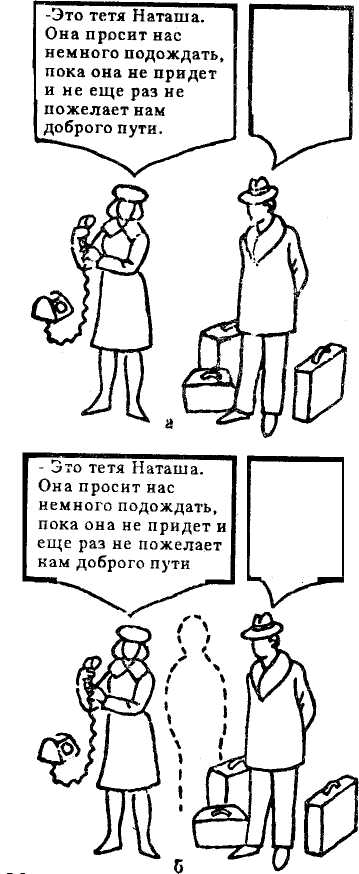 -Это тетя Наташа.
Она просит нас
немного подождать,
пока она не придет
и не еще раз не
пожелает нам
доброго пути.
а
- Это тетя Наташа.
Она просит нас
немного подождать,
пока она не придет и
еще раз не пожелает
нам доброго пути
б